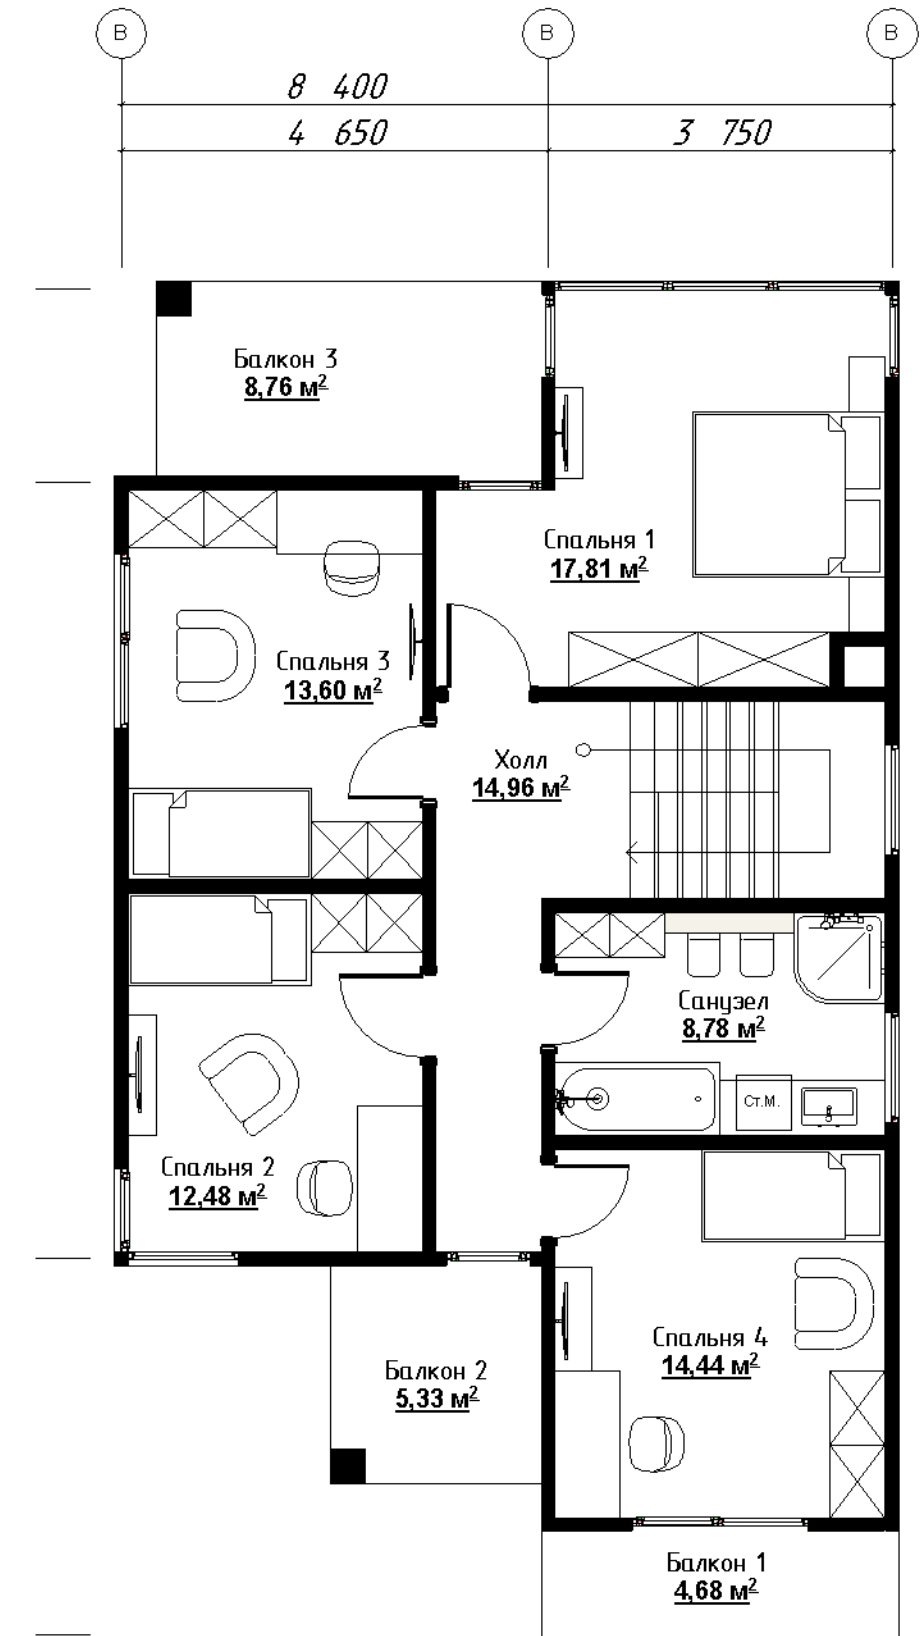 В В В
8 400
4 650 3 750
Балкон 3
8,76 м²
Спальня 1
17,81 м²
Спальня 3
13,60 м²
Холл
14,96 м²
Санузел
8,78 м²
Ст.М.
Спальня 2
12,48 м²
Спальня 4
14,44 м²
Балкон 2
5,33 м²
Балкон 1
4,68 м²